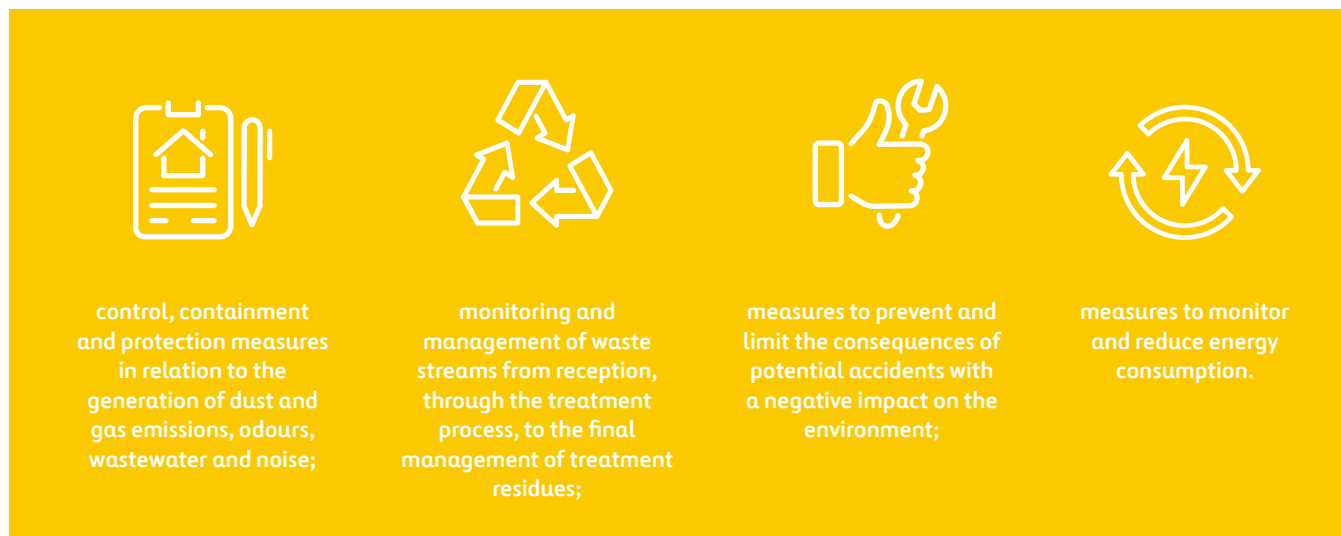 control, containment
and protection measures
in relation to the
generation of dust and
gas emissions, odours,
wastewater and noise;
monitoring and
management of waste
streams from reception,
through the treatment
process, to the final
management of treatment
residues;
measures to prevent and
limit the consequences of
potential accidents with
a negative impact on the
environment;
measures to monitor
and reduce energy
consumption.